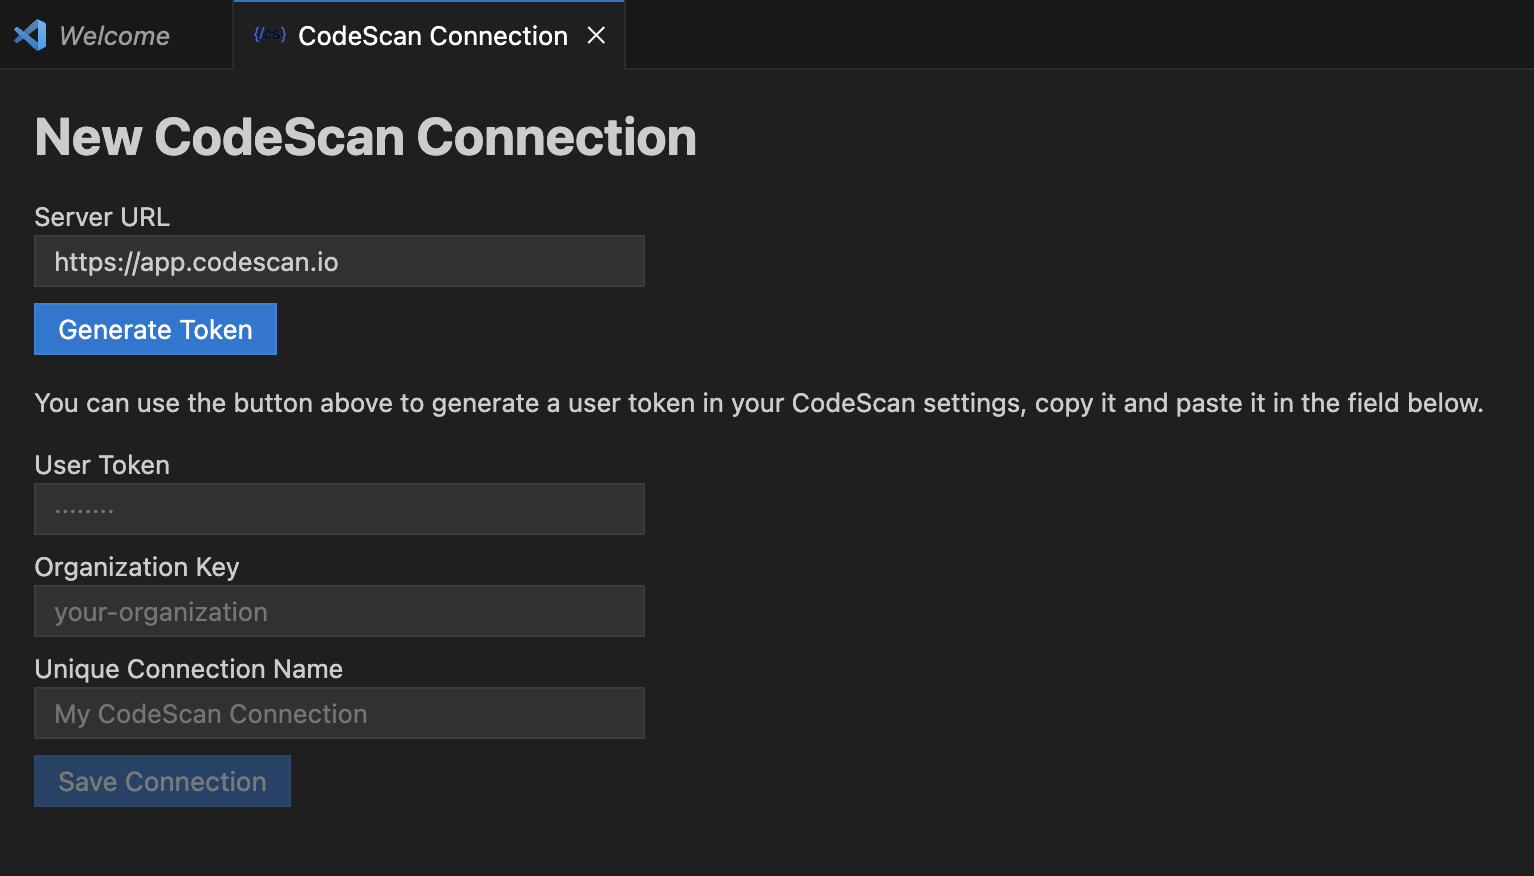 Welcome
{/cs} CodeScan Connection
New CodeScan Connection
Server URL
https://app.codescan.io
Generate Token
You can use the button above to generate a user token in your CodeScan settings, copy it and paste it in the field below.
User Token
········
Organization Key
your-organization
Unique Connection Name
My CodeScan Connection
Save Connection